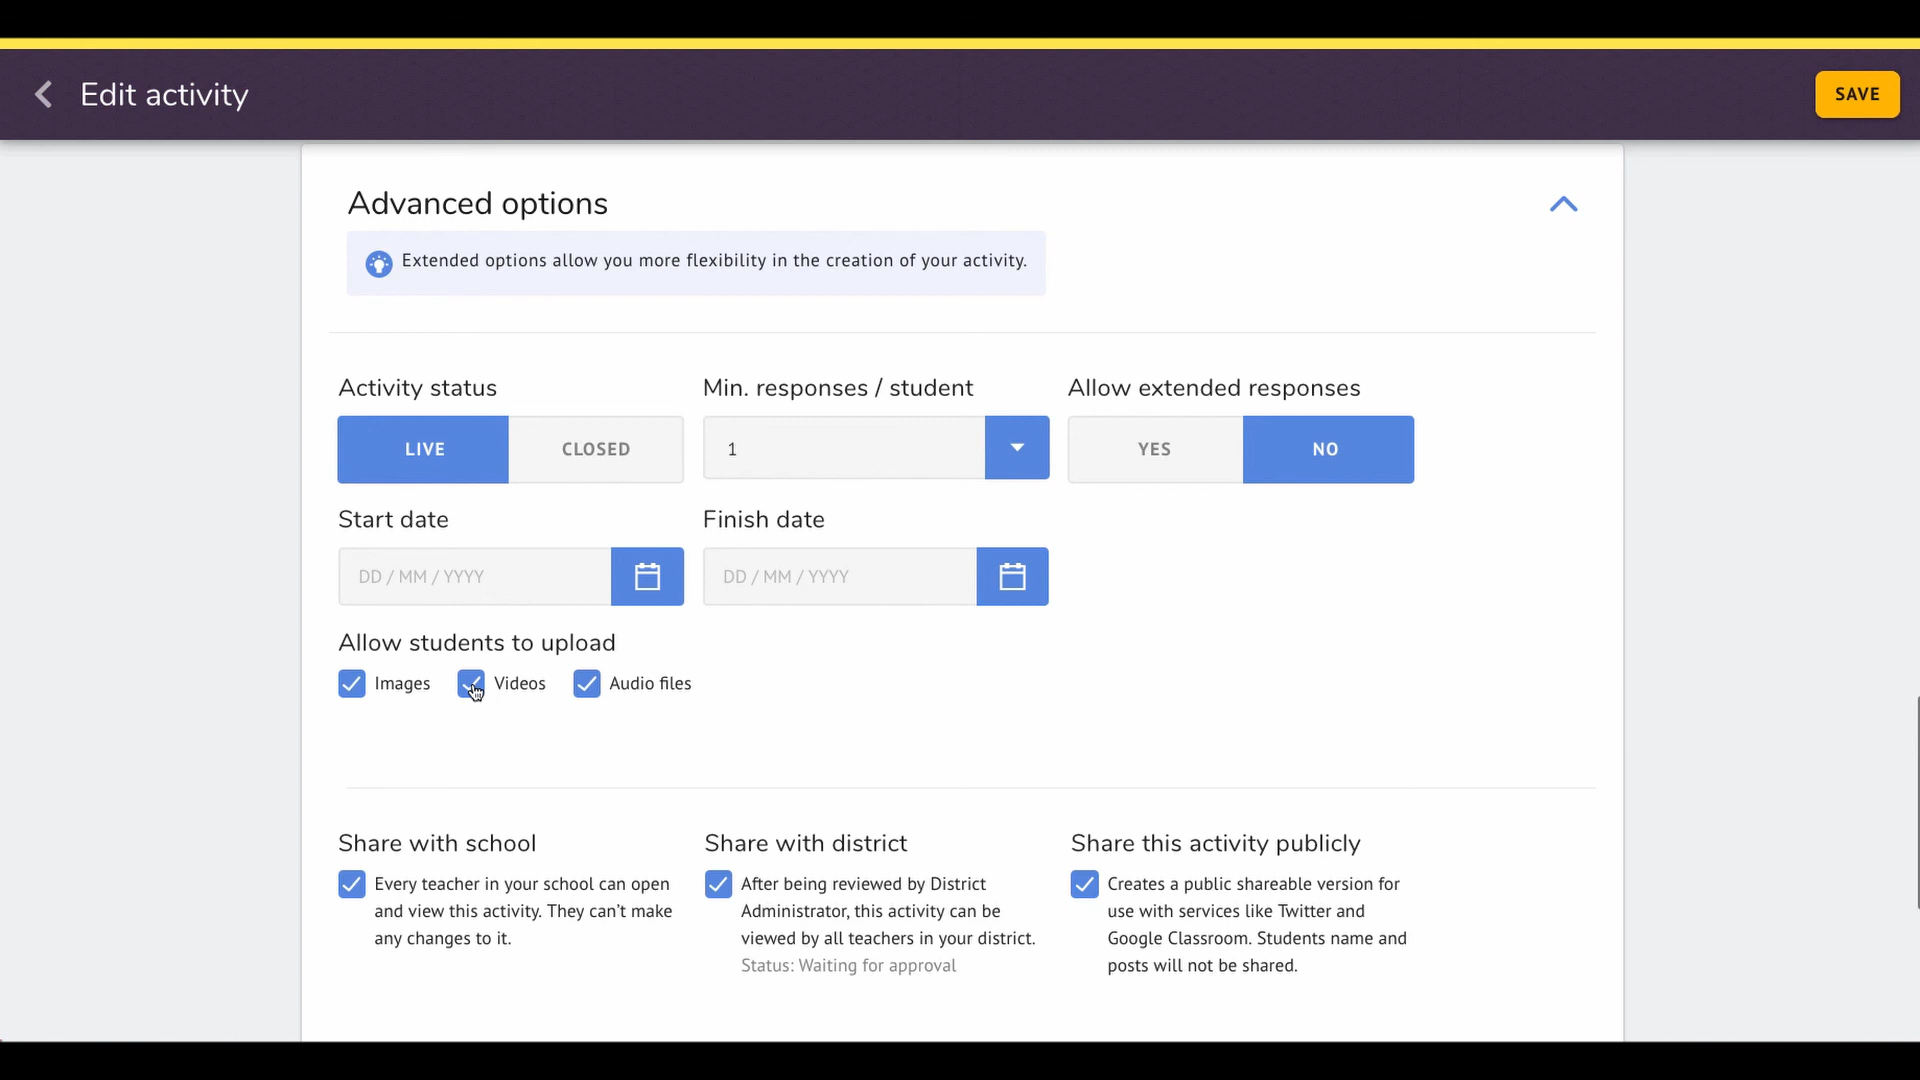 Edit activity
SAVE
Advanced options
Extended options allow you more flexibility in the creation of your activity.
Activity status
LIVE
CLOSED
Min. responses / student
1
Allow extended responses
YES
NO
Start date
DD / MM / YYYY
Finish date
DD / MM / YYYY
Allow students to upload
Images
Videos
Audio files
Share with school
Every teacher in your school can open
and view this activity. They can't make
any changes to it.
Share with district
After being reviewed by District
Administrator, this activity can be
viewed by all teachers in your district.
Status: Waiting for approval
Share this activity publicly
Creates a public shareable version for
use with services like Twitter and
Google Classroom. Students name and
posts will not be shared.